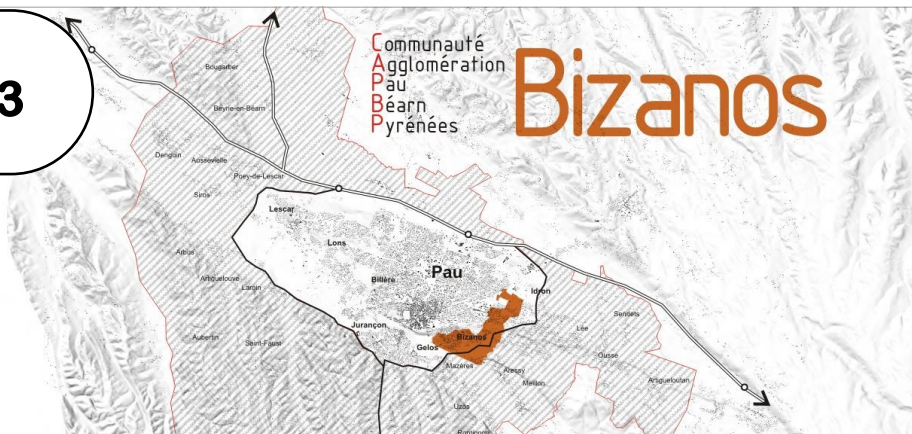 3
Communauté
Agglomération
Pau
Béarn
Pyrénées
Bizanos
Bougarber
Beyrie-en-Béarn
Denguin
Aussevielle
Poey-de-Lescar
Siros
Lescar
Lons
Pau
Arbus
Billère
Artiguelouve
Laroin
Idron
Sendets
Jurançon
Lée
Aubertin
Saint-Faust
Bizanos
Gelos
Ousse
Mazères
Aressy
Meillon
Artigueloutan
Uzos
Rontignon